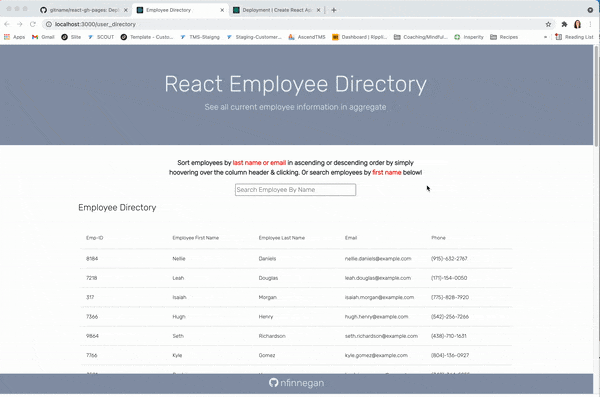 gitname/react-gh-pages: Depl
Employee Directory
Deployment | Create React Ap
localhost:3000/user_directory
Apps
Gmail
Slite
SCOUT
Template - Custo...
TMS-Staigng
Staging-Customer...
AscendTMS
Dashboard | Rippli...
Coaching/Mindful...
Insperity
Recipes
»
Reading List
React Employee Directory
See all current employee information in aggregate
Sort employees by last name or email in ascending or descending order by simply
hoovering over the column header & clicking. Or search employees by first name below!
Search Employee By Name
Employee Directory
Emp-ID Employee First Name Employee Last Name Email Phone
8184 Nellie Daniels nellie.daniels@example.com (915)-632-2767
7218 Leah Douglas leah.douglas@example.com (171)-154-0050
317 Isaiah Morgan isaiah.morgan@example.com (775)-828-7920
7366 Hugh Henry hugh.henry@example.com (542)-256-7266
9864 Seth Richardson seth.richardson@example.com (438)-710-1631
7766 Kyle Gomez kyle.gomez@example.com (804)-136-0927
nfinnegan